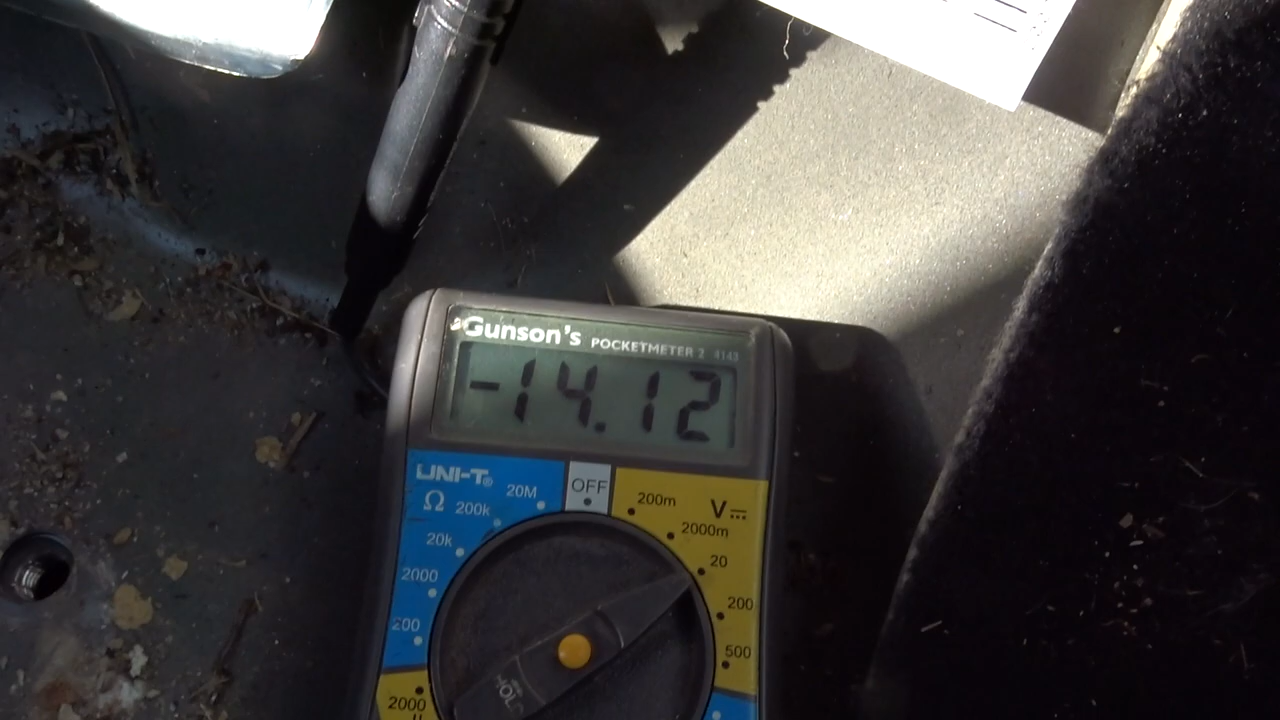 Gunson's POCKETMETER 2 4143
-14.12
UNI-T®
OFF
Ω
200k
20M
20k
2000
200
2000
200m
V
2000m
20
200
500
HOLD